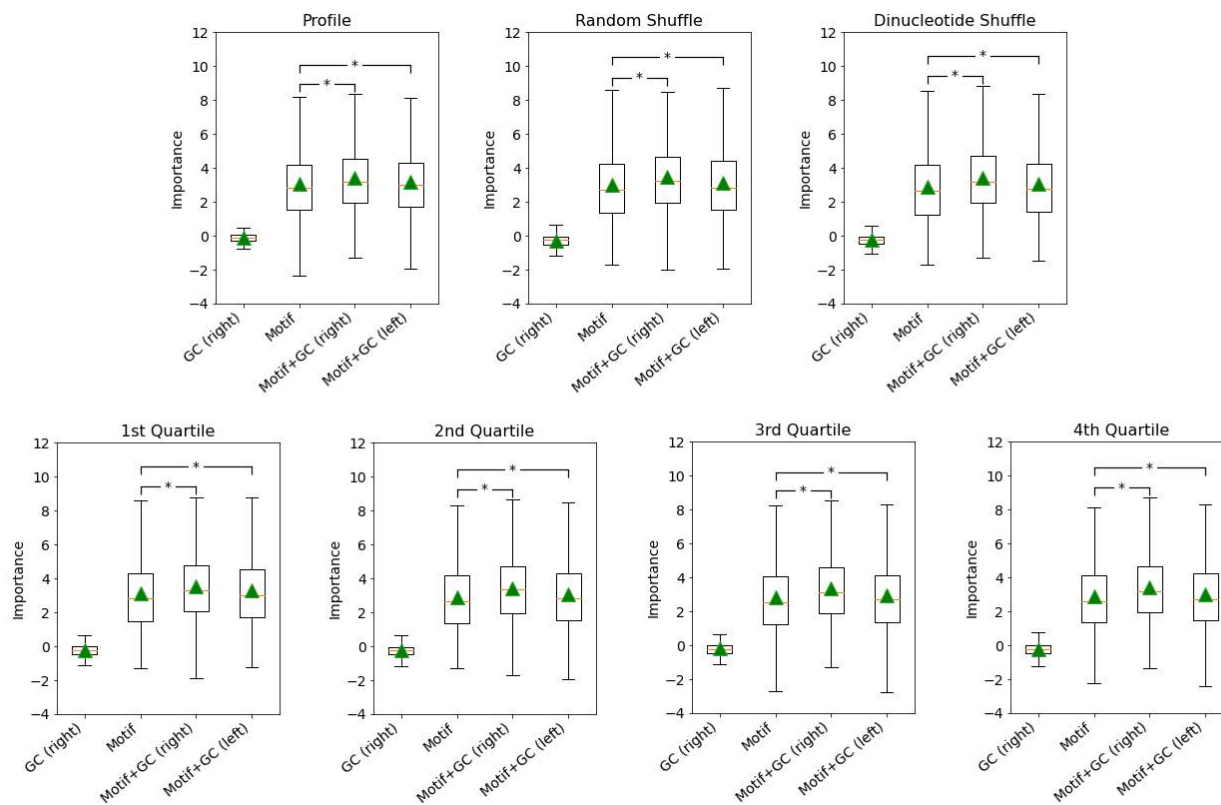 Profile
Random Shuffle
Dinucleotide Shuffle
Importance
12
10
8
6
4
2
0
−2
−4
*
*
GC (right)
Motif
Motif+GC (right)
Motif+GC (left)
Importance
12
10
8
6
4
2
0
−2
−4
*
*
GC (right)
Motif
Motif+GC (right)
Motif+GC (left)
Importance
12
10
8
6
4
2
0
−2
−4
*
*
GC (right)
Motif
Motif+GC (right)
Motif+GC (left)
1st Quartile
2nd Quartile
3rd Quartile
4th Quartile
Importance
12
10
8
6
4
2
0
−2
−4
*
*
GC (right)
Motif
Motif+GC (right)
Motif+GC (left)
Importance
12
10
8
6
4
2
0
−2
−4
*
*
GC (right)
Motif
Motif+GC (right)
Motif+GC (left)
Importance
12
10
8
6
4
2
0
−2
−4
*
*
GC (right)
Motif
Motif+GC (right)
Motif+GC (left)
Importance
12
10
8
6
4
2
0
−2
−4
*
*
GC (right)
Motif
Motif+GC (right)
Motif+GC (left)